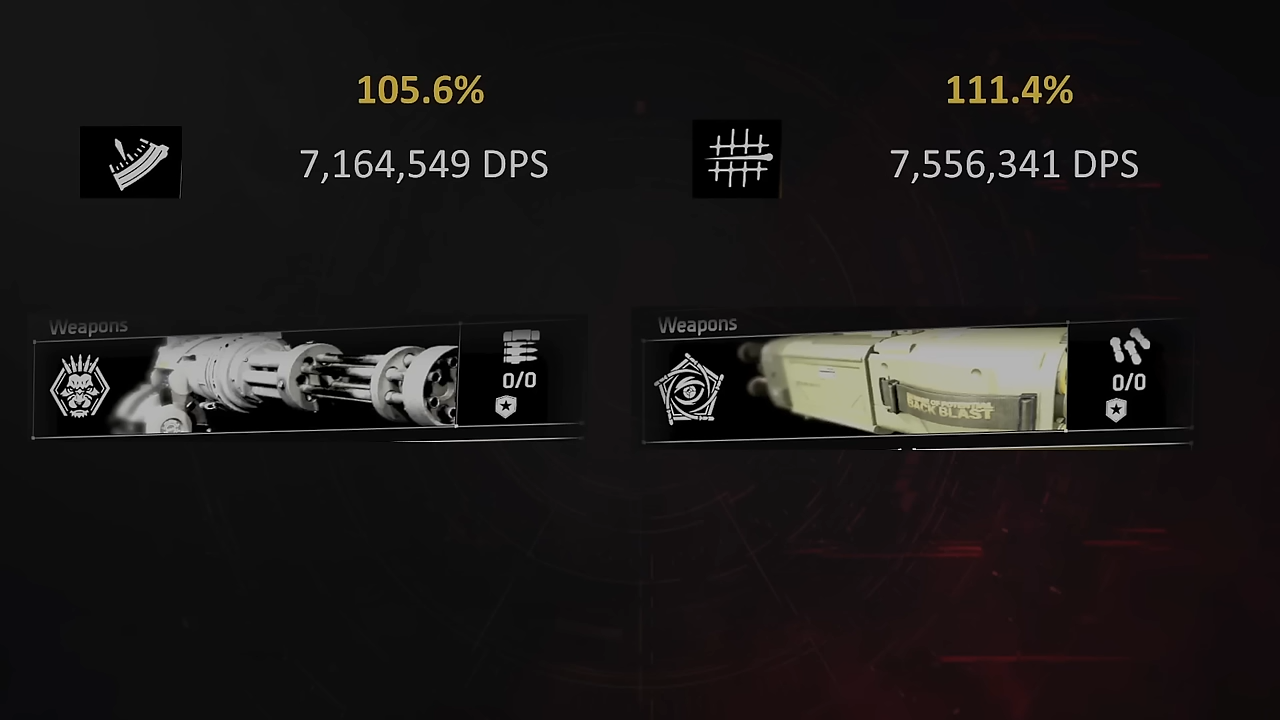 105.6%
7,164,549 DPS
111.4%
7,556,341 DPS
Weapons
0/0
Weapons
0/0
BACK BLAST